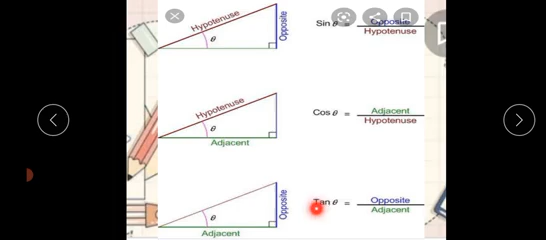 Hypotenuse
θ
Opposite
Sin θ = Opposite
Hypotenuse
Hypotenuse
θ
Adjacent
Cos θ = Adjacent
Hypotenuse
θ
Opposite
Adjacent
Tan θ = Opposite
Adjacent